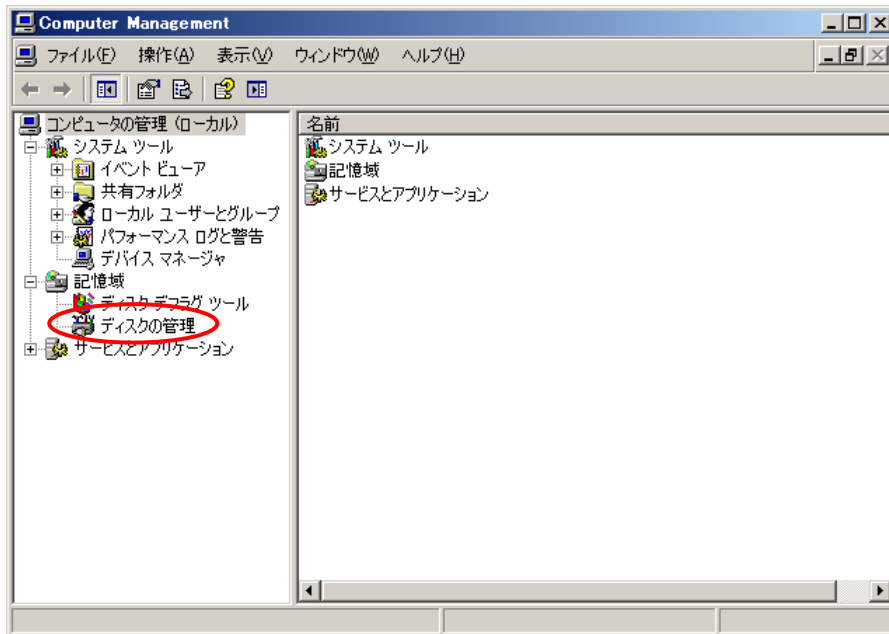 Computer Management
ファイル(F) 操作(A) 表示(V) ウィンドウ(W) ヘルプ(H)
コンピュータの管理 (ローカル)
システム ツール
イベント ビューア
共有フォルダ
ローカル ユーザーとグループ
パフォーマンス ログと警告
デバイス マネージャ
記憶域
ディスク デフラグ ツール
ディスクの管理
サービスとアプリケーション
名前
システム ツール
記憶域
サービスとアプリケーション